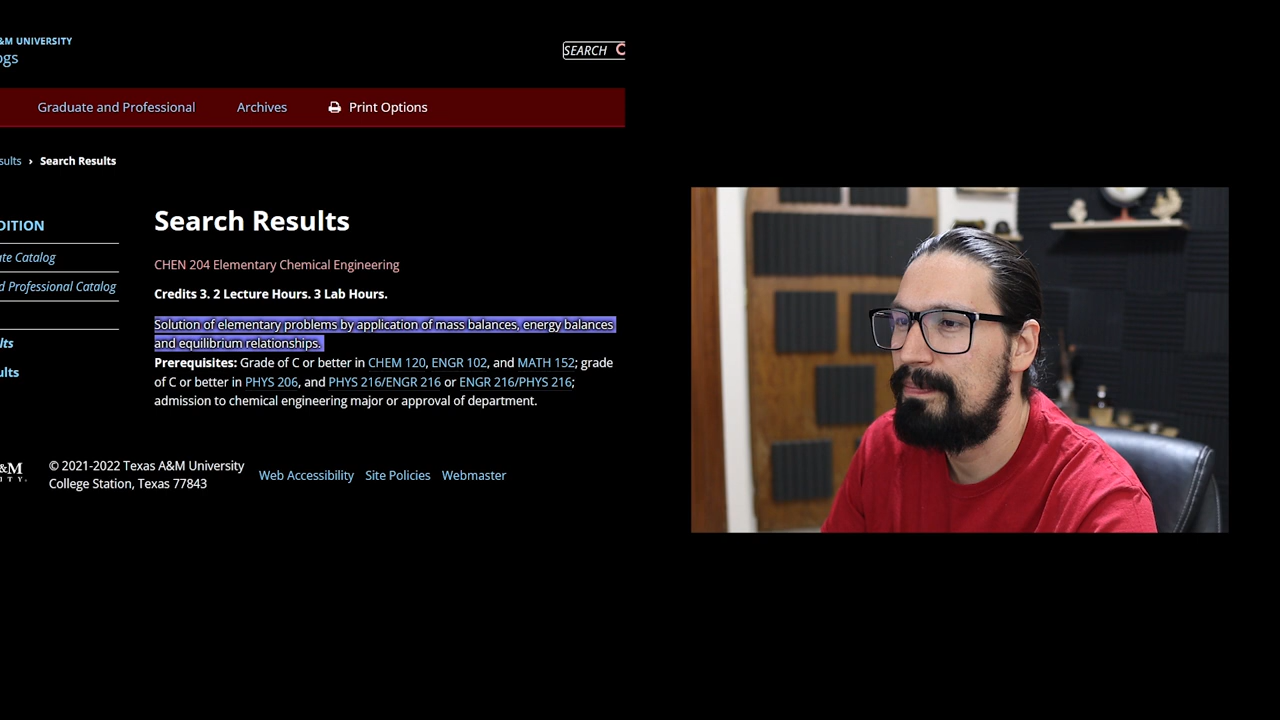 &M UNIVERSITY
ogs
SEARCH
Graduate and Professional
Archives
Print Options
sults › Search Results
DITION
ate Catalog
d Professional Catalog
lts
ults
Search Results
CHEN 204 Elementary Chemical Engineering
Credits 3. 2 Lecture Hours. 3 Lab Hours.
Solution of elementary problems by application of mass balances, energy balances
and equilibrium relationships.
Prerequisites: Grade of C or better in CHEM 120, ENGR 102, and MATH 152; grade
of C or better in PHYS 206, and PHYS 216/ENGR 216 or ENGR 216/PHYS 216;
admission to chemical engineering major or approval of department.
&M
ITY.
© 2021-2022 Texas A&M University
College Station, Texas 77843
Web Accessibility
Site Policies
Webmaster